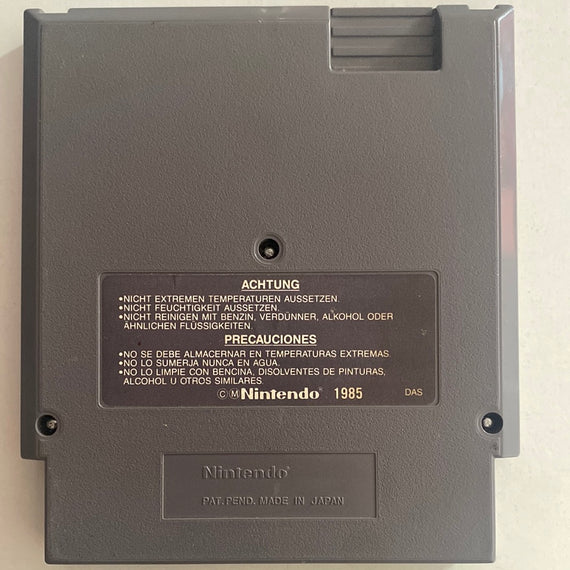 ACHTUNG
•NICHT EXTREMEN TEMPERATUREN AUSSETZEN.
•NICHT FEUCHTIGKEIT AUSSETZEN.
•NICHT REINIGEN MIT BENZIN, VERDÜNNER, ALKOHOL ODER
ÄHNLICHEN FLÜSSIGKEITEN.
PRECAUCIONES
•NO SE DEBE ALMACERNAR EN TEMPERATURAS EXTREMAS.
•NO LO SUMERJA NUNCA EN AGUA.
•NO LO LIMPIE CON BENCINA, DISOLVENTES DE PINTURAS,
ALCOHOL U OTROS SIMILARES.
ⒸⓂNintendo® 1985 DAS
Nintendo®
PAT. PEND. MADE IN JAPAN